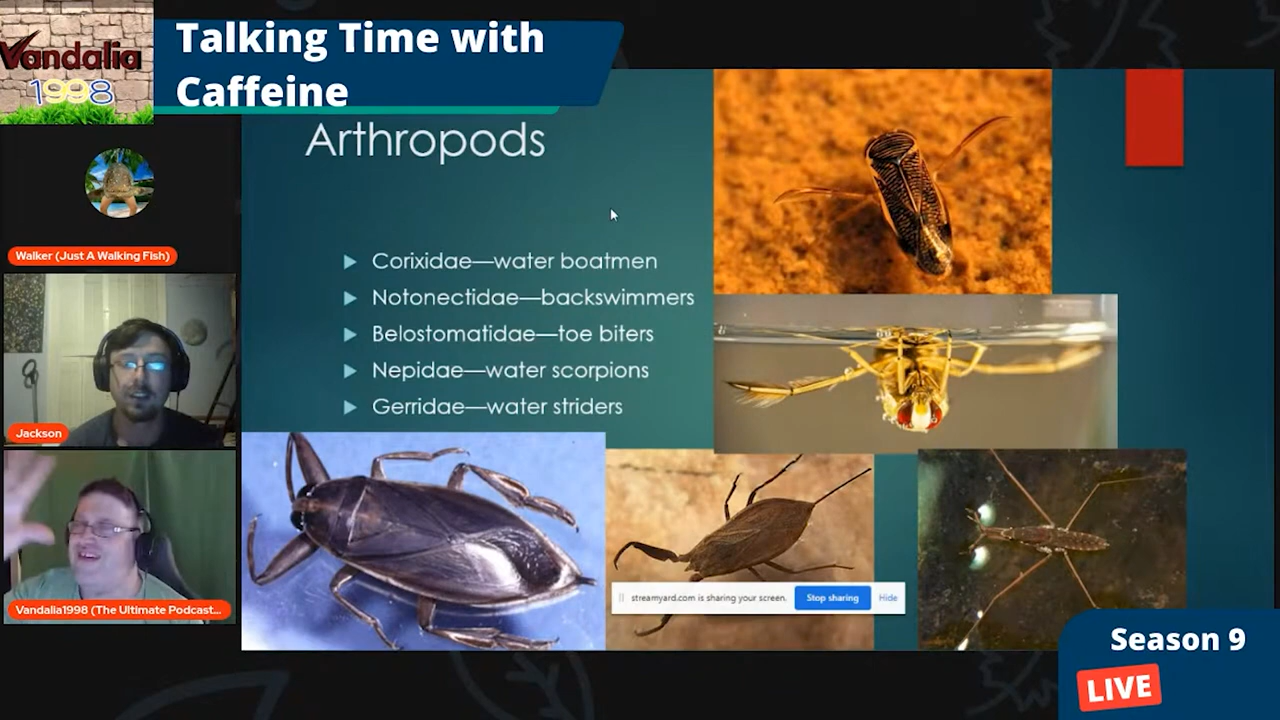 Vandalia
1998
Talking Time with
Caffeine
Arthropods
Walker (Just A Walking Fish)
Corixidae—water boatmen
Notonectidae—backswimmers
Belostomatidae—toe biters
Nepidae—water scorpions
Gerridae—water striders
Jackson
Vandalia1998 (The Ultimate Podcast...
streamyard.com is sharing your screen.
Stop sharing
Hide
Season 9
LIVE